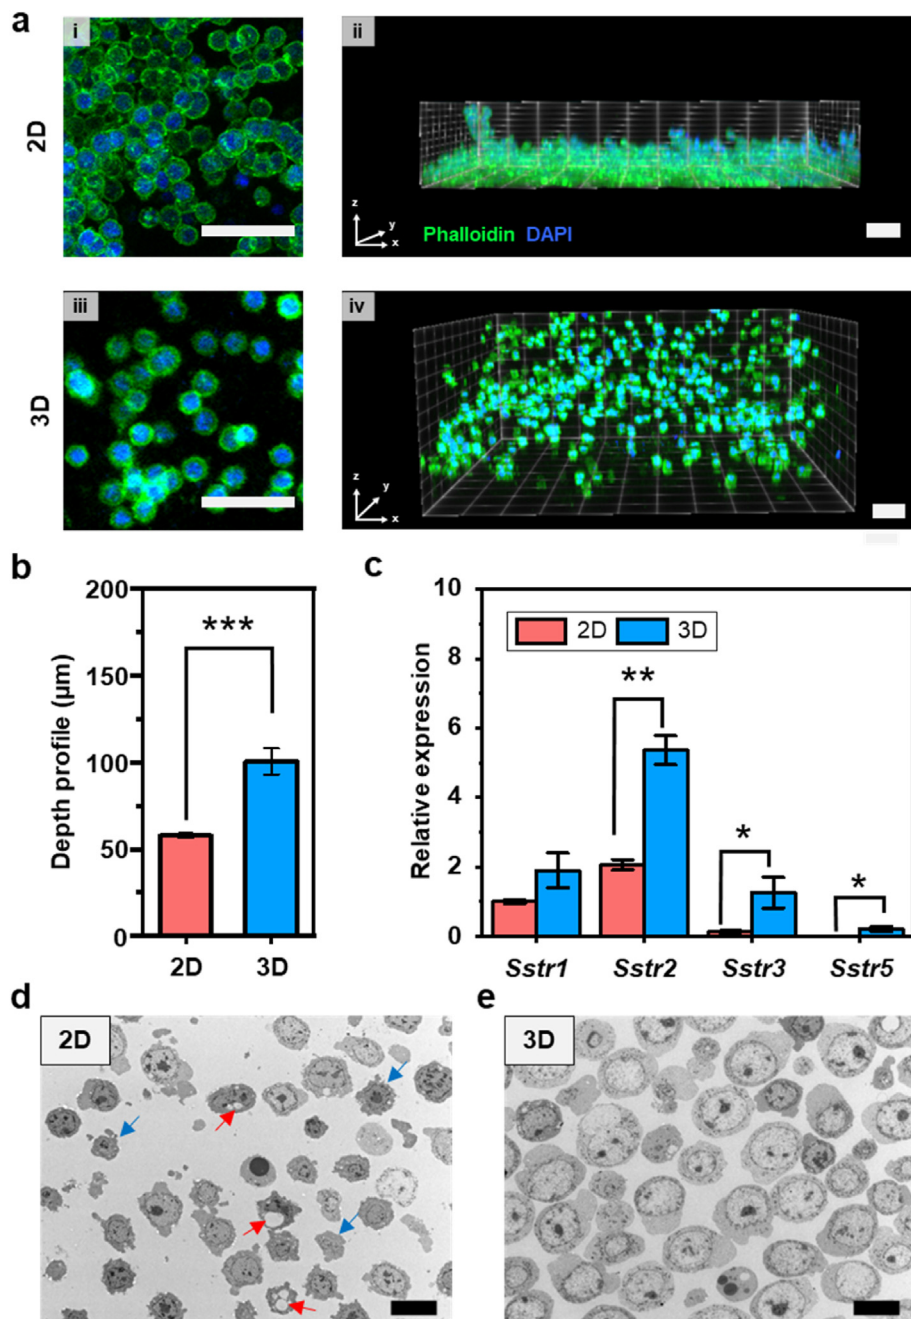 a
i
ii
2D
z
y
x
Phalloidin DAPI
iii
iv
3D
z
y
x
b
c
200
150
100
50
0
Depth profile (µm)
***
2D
3D
10
8
6
4
2
0
Relative expression
2D
3D
**
*
*
Sstr1
Sstr2
Sstr3
Sstr5
d
e
2D
3D